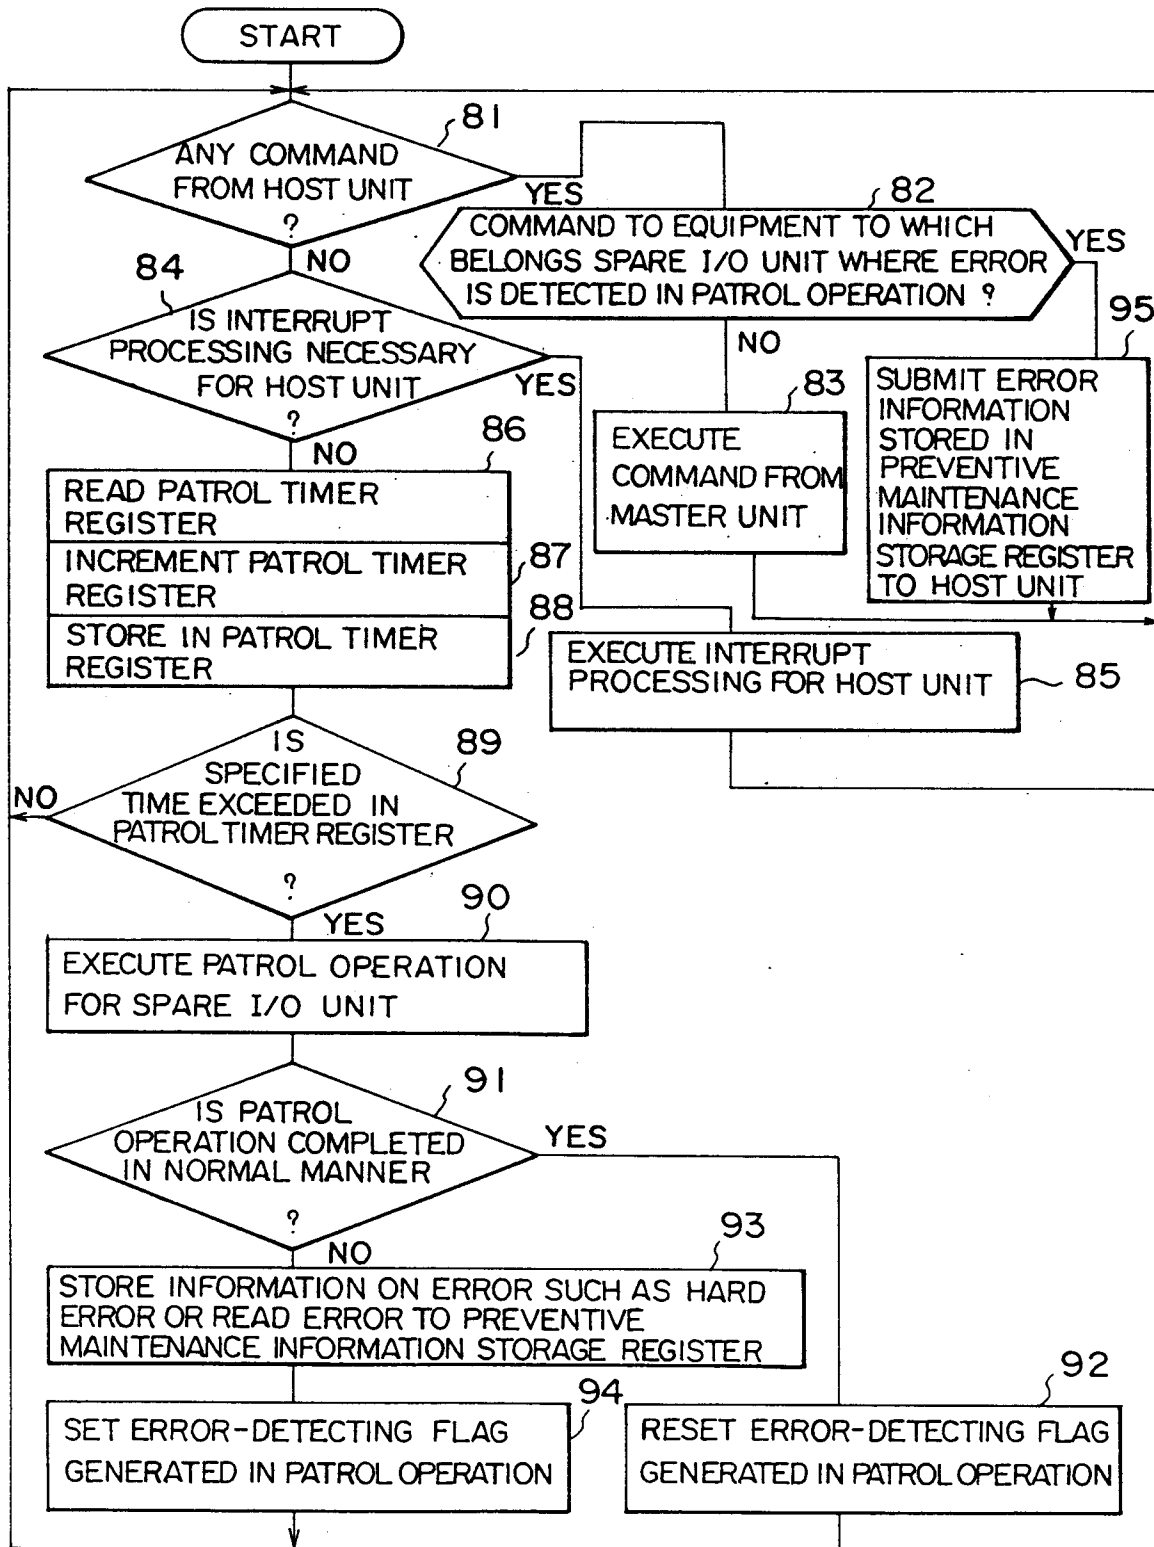 START
81
ANY COMMAND
FROM HOST UNIT
?
YES
NO
82
COMMAND TO EQUIPMENT TO WHICH
BELONGS SPARE I/O UNIT WHERE ERROR
IS DETECTED IN PATROL OPERATION ?
YES
NO
84
IS INTERRUPT
PROCESSING NECESSARY
FOR HOST UNIT
?
YES
NO
83
EXECUTE
COMMAND FROM
MASTER UNIT
95
SUBMIT ERROR
INFORMATION
STORED IN
PREVENTIVE
MAINTENANCE
INFORMATION
STORAGE REGISTER
TO HOST UNIT
86
READ PATROL TIMER
REGISTER
87
INCREMENT PATROL TIMER
REGISTER
88
STORE IN PATROL TIMER
REGISTER
EXECUTE INTERRUPT
PROCESSING FOR HOST UNIT
85
89
IS
SPECIFIED
TIME EXCEEDED IN
PATROL TIMER REGISTER
?
NO
YES
90
EXECUTE PATROL OPERATION
FOR SPARE I/O UNIT
91
IS PATROL
OPERATION COMPLETED
IN NORMAL MANNER
?
YES
NO
93
STORE INFORMATION ON ERROR SUCH AS HARD
ERROR OR READ ERROR TO PREVENTIVE
MAINTENANCE INFORMATION STORAGE REGISTER
94
SET ERROR-DETECTING FLAG
GENERATED IN PATROL OPERATION
92
RESET ERROR-DETECTING FLAG
GENERATED IN PATROL OPERATION